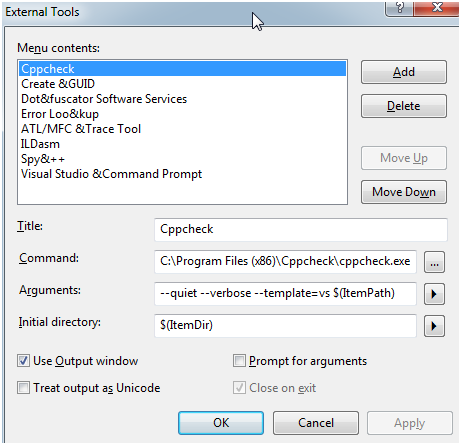 External Tools
Menu contents:
Cppcheck
Create &GUID
Dot&fuscator Software Services
Error Loo&kup
ATL/MFC &Trace Tool
ILDasm
Spy&++
Visual Studio &Command Prompt
Add
Delete
Move Up
Move Down
Title:
Cppcheck
Command:
C:\Program Files (x86)\Cppcheck\cppcheck.exe
...
Arguments:
--quiet --verbose --template=vs $(ItemPath)
Initial directory:
$(ItemDir)
Use Output window
Prompt for arguments
Treat output as Unicode
Close on exit
OK
Cancel
Apply